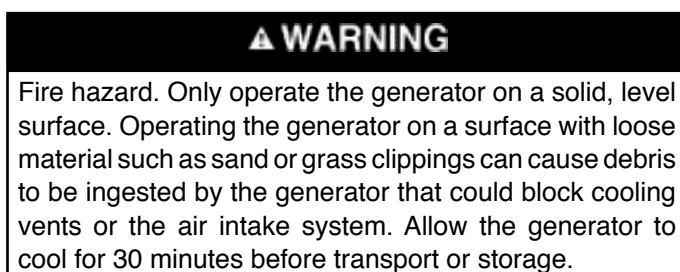 ⚠ WARNING
Fire hazard. Only operate the generator on a solid, level
surface. Operating the generator on a surface with loose
material such as sand or grass clippings can cause debris
to be ingested by the generator that could block cooling
vents or the air intake system. Allow the generator to
cool for 30 minutes before transport or storage.